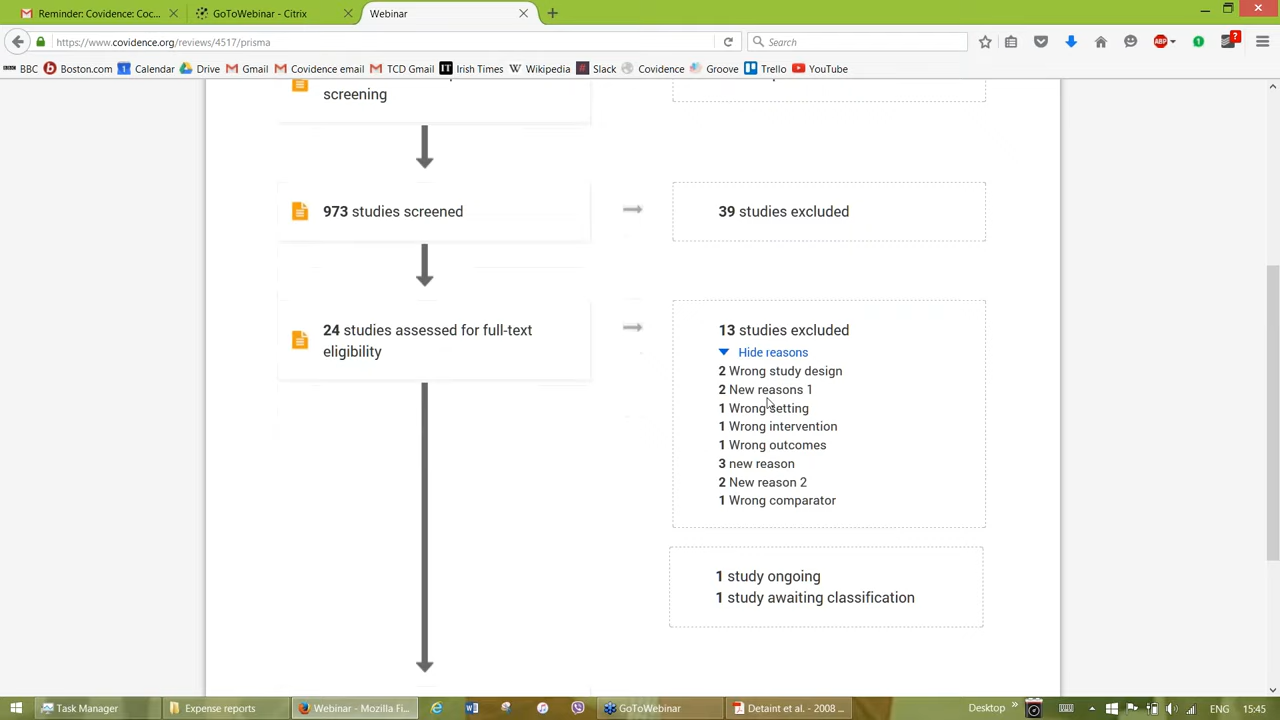 Reminder: Covidence: Coc...
GoToWebinar - Citrix
Webinar
https://www.covidence.org/reviews/4517/prisma
Search
ABP
1
?
BBC
Boston.com
1 Calendar
Drive
Gmail
Covidence email
TCD Gmail
IT Irish Times
W Wikipedia
Slack
Covidence
Groove
Trello
YouTube
screening
973 studies screened
39 studies excluded
24 studies assessed for full-text
eligibility
13 studies excluded
Hide reasons
2 Wrong study design
2 New reasons 1
1 Wrong setting
1 Wrong intervention
1 Wrong outcomes
3 new reason
2 New reason 2
1 Wrong comparator
1 study ongoing
1 study awaiting classification
Task Manager
Expense reports
Webinar - Mozilla Fi...
GoToWebinar
Detaint et al. - 2008 ...
Desktop
ENG
15:45